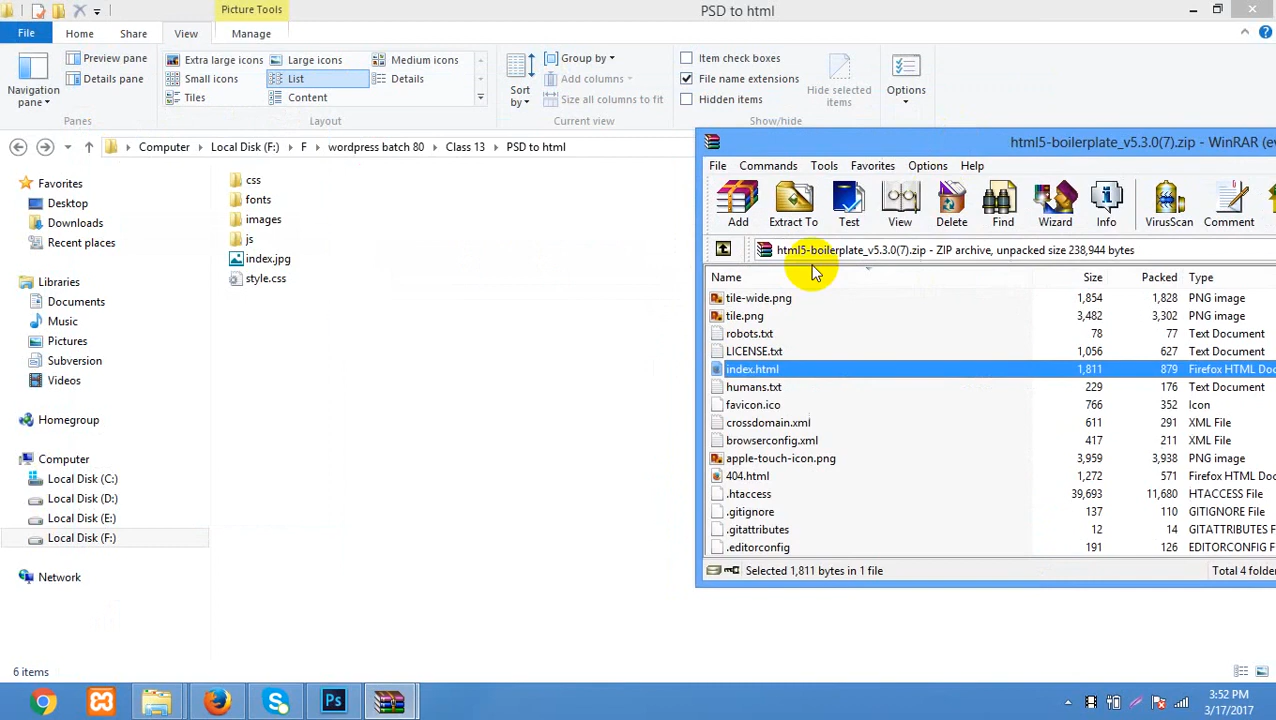 Picture Tools
PSD to html
File Home Share View Manage
Navigation pane
Preview pane
Details pane
Panes
Extra large icons Large icons Medium icons
Small icons List Details
Tiles Content
Layout
Sort by
Group by
Add columns
Size all columns to fit
Current view
Item check boxes
File name extensions
Hidden items
Hide selected items
Show/hide
Options
Computer Local Disk (F:) F wordpress batch 80 Class 13 PSD to html
Favorites
Desktop
Downloads
Recent places
Libraries
Documents
Music
Pictures
Subversion
Videos
Homegroup
Computer
Local Disk (C:)
Local Disk (D:)
Local Disk (E:)
Local Disk (F:)
Network
css
fonts
images
js
index.jpg
style.css
html5-boilerplate_v5.3.0(7).zip - WinRAR (ev
File Commands Tools Favorites Options Help
Add Extract To Test View Delete Find Wizard Info VirusScan Comment
html5-boilerplate_v5.3.0(7).zip - ZIP archive, unpacked size 238,944 bytes
Name Size Packed Type
tile-wide.png 1,854 1,828 PNG image
tile.png 3,482 3,302 PNG image
robots.txt 78 77 Text Document
LICENSE.txt 1,056 627 Text Document
index.html 1,811 879 Firefox HTML Doc
humans.txt 229 176 Text Document
favicon.ico 766 352 Icon
crossdomain.xml 611 291 XML File
browserconfig.xml 417 211 XML File
apple-touch-icon.png 3,959 3,938 PNG image
404.html 1,272 571 Firefox HTML Doc
.htaccess 39,693 11,680 HTACCESS File
.gitignore 137 110 GITIGNORE File
.gitattributes 12 14 GITATTRIBUTES F
.editorconfig 191 126 EDITORCONFIG F
Selected 1,811 bytes in 1 file
Total 4 folder
6 items
3:52 PM
3/17/2017